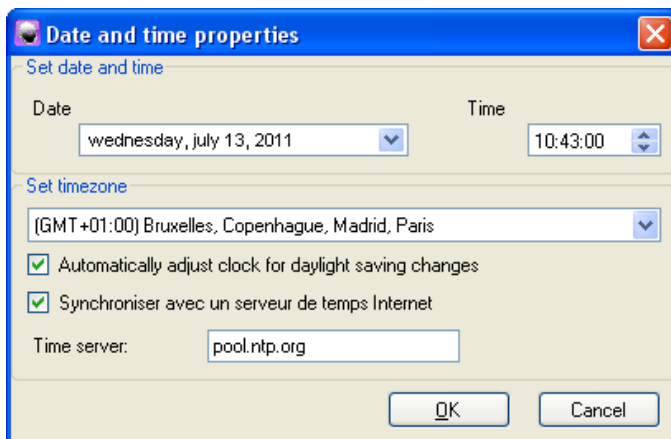 Date and time properties
Set date and time
Date Time
wednesday, july 13, 2011 10:43:00
Set timezone
(GMT+01:00) Bruxelles, Copenhague, Madrid, Paris
Automatically adjust clock for daylight saving changes
Synchroniser avec un serveur de temps Internet
Time server: pool.ntp.org
OK Cancel